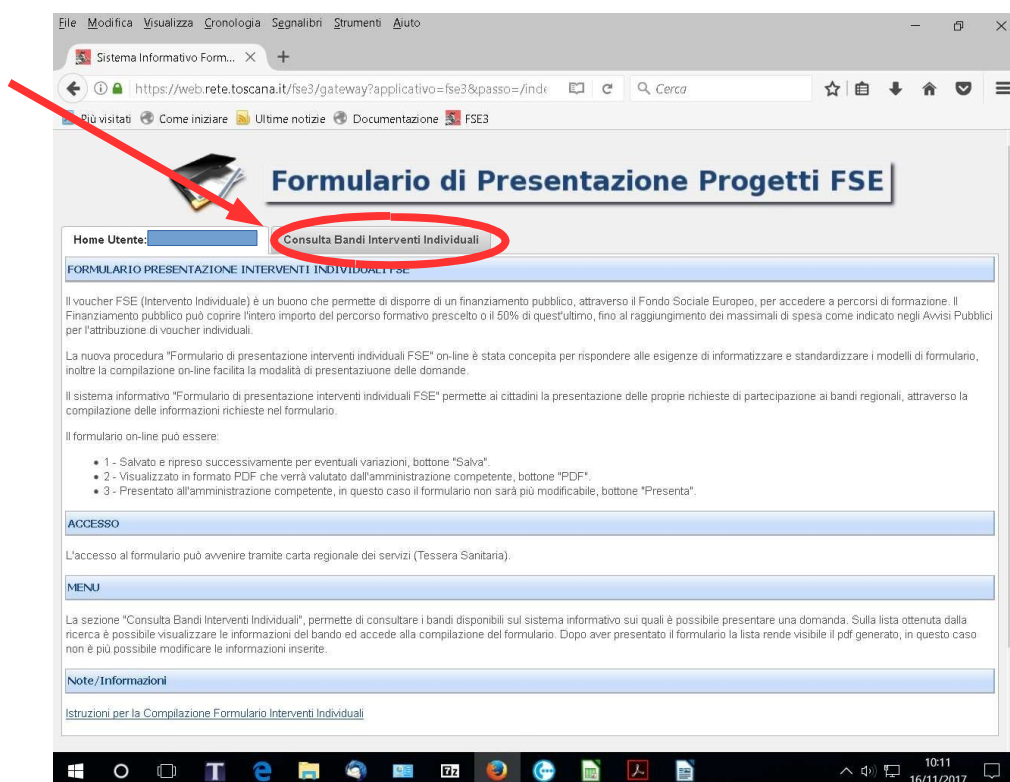 File Modifica Visualizza Cronologia Segnalibri Strumenti Aiuto
Sistema Informativo Form...
https://web.rete.toscana.it/fse3/gateway?applicativo=fse3&passo=/inde
Cerca
Più visitati Come iniziare Ultime notizie Documentazione FSE3
Formulario di Presentazione Progetti FSE
Home Utente: Consulta Bandi Interventi Individuali
FORMULARIO PRESENTAZIONE INTERVENTI INDIVIDUALI FSE
Il voucher FSE (Intervento Individuale) è un buono che permette di disporre di un finanziamento pubblico, attraverso il Fondo Sociale Europeo, per accedere a percorsi di formazione. Il
Finanziamento pubblico può coprire l'intero importo del percorso formativo prescelto o il 50% di quest'ultimo, fino al raggiungimento dei massimali di spesa come indicato negli Avvisi Pubblici
per l'attribuzione di voucher individuali.
La nuova procedura "Formulario di presentazione interventi individuali FSE" on-line è stata concepita per rispondere alle esigenze di informatizzare e standardizzare i modelli di formulario,
inoltre la compilazione on-line facilita la modalità di presentaziuone delle domande.
Il sistema informativo "Formulario di presentazione interventi individuali FSE" permette ai cittadini la presentazione delle proprie richieste di partecipazione ai bandi regionali, attraverso la
compilazione delle informazioni richieste nel formulario.
Il formulario on-line può essere:
• 1 - Salvato e ripreso successivamente per eventuali variazioni, bottone "Salva".
• 2 - Visualizzato in formato PDF che verrà valutato dall'amministrazione competente, bottone "PDF".
• 3 - Presentato all'amministrazione competente, in questo caso il formulario non sarà più modificabile, bottone "Presenta".
ACCESSO
L'accesso al formulario può avvenire tramite carta regionale dei servizi (Tessera Sanitaria).
MENU
La sezione "Consulta Bandi Interventi Individuali", permette di consultare i bandi disponibili sul sistema informativo sui quali è possibile presentare una domanda. Sulla lista ottenuta dalla
ricerca è possibile visualizzare le informazioni del bando ed accede alla compilazione del formulario. Dopo aver presentato il formulario la lista rende visibile il pdf generato, in questo caso
non è più possibile modificare le informazioni inserite.
Note/Informazioni
Istruzioni per la Compilazione Formulario Interventi Individuali
10:11
16/11/2017